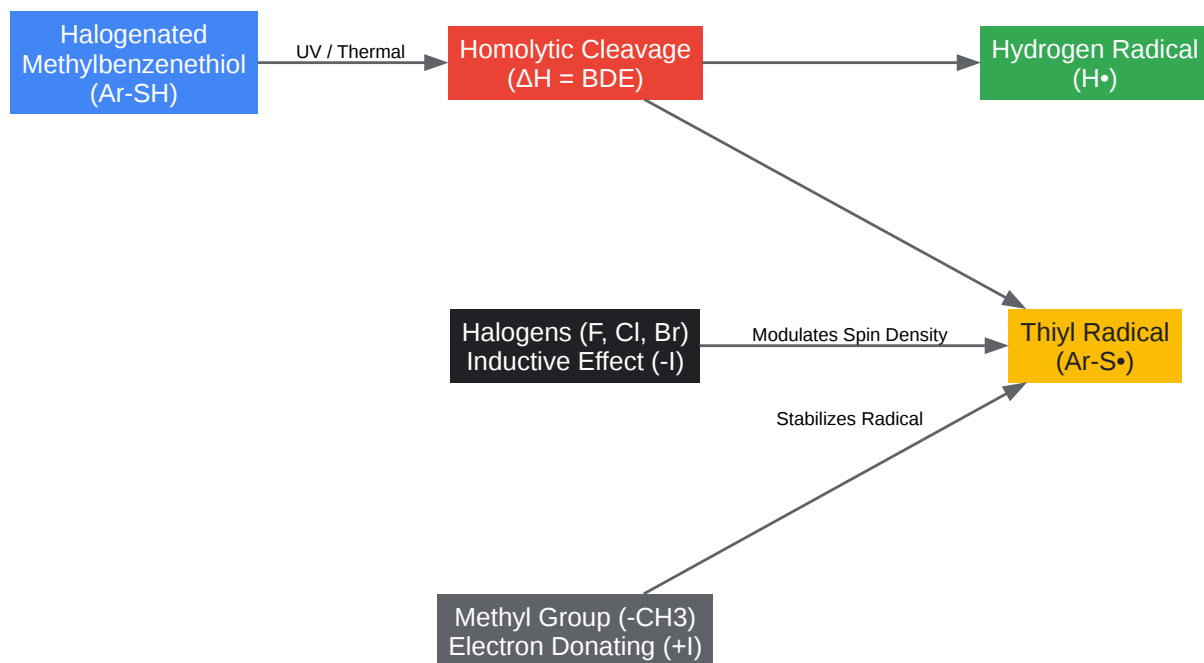 Halogenated
Methylbenzenethiol
(Ar-SH)
UV / Thermal
Homolytic Cleavage
(ΔH = BDE)
Hydrogen Radical
(H•)
Halogens (F, Cl, Br)
Inductive Effect (-I)
Modulates Spin Density
Thiyl Radical
(Ar-S•)
Stabilizes Radical
Methyl Group (-CH3)
Electron Donating (+I)